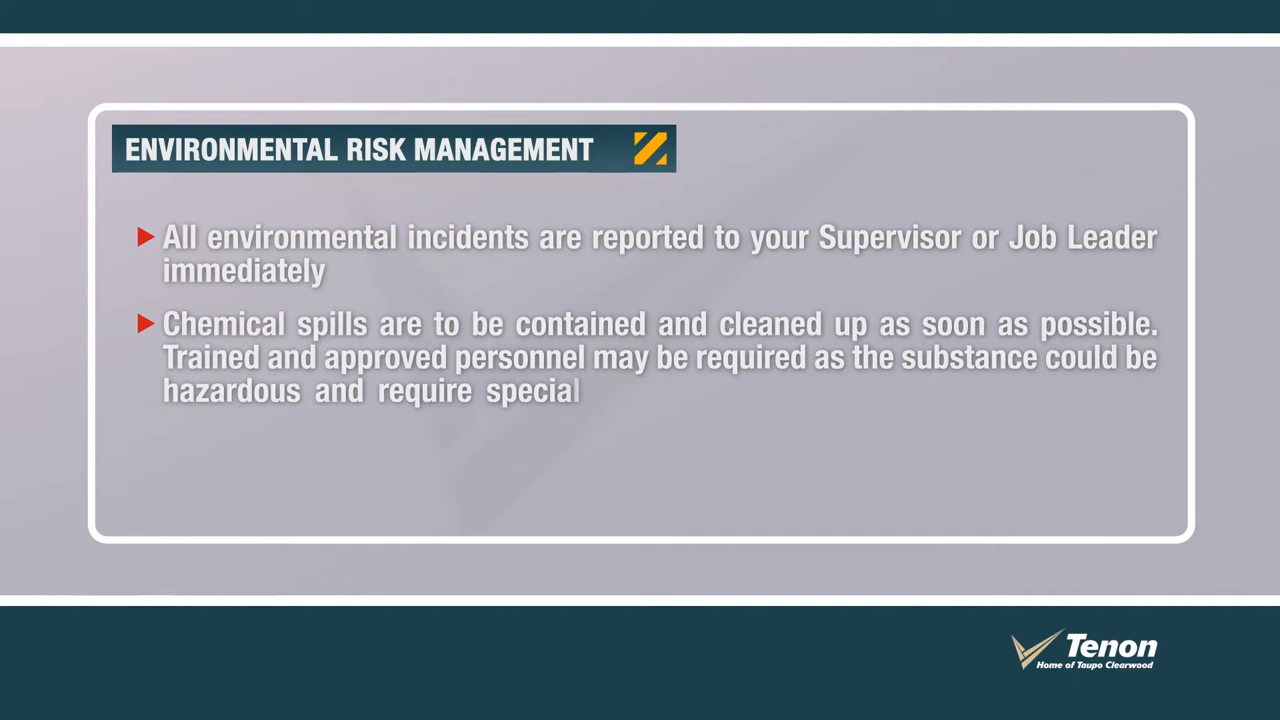 ENVIRONMENTAL RISK MANAGEMENT
All environmental incidents are reported to your Supervisor or Job Leader
immediately
Chemical spills are to be contained and cleaned up as soon as possible.
Trained and approved personnel may be required as the substance could be
hazardous and require special
Tenon
Home of Taupo Clearwood